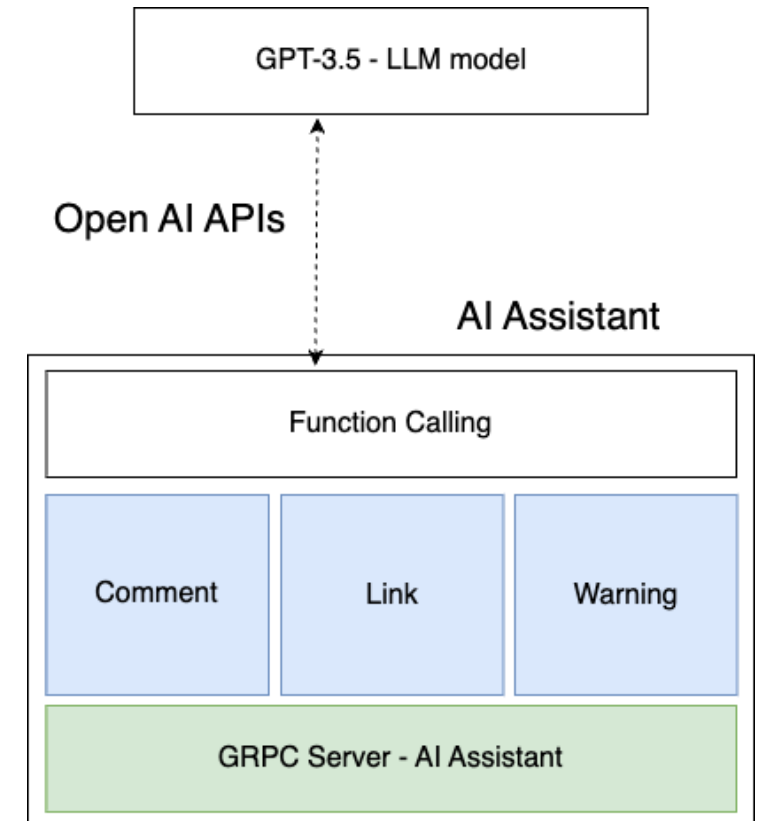 GPT-3.5 - LLM model
Open AI APIs
AI Assistant
Function Calling
Comment
Link
Warning
GRPC Server - AI Assistant